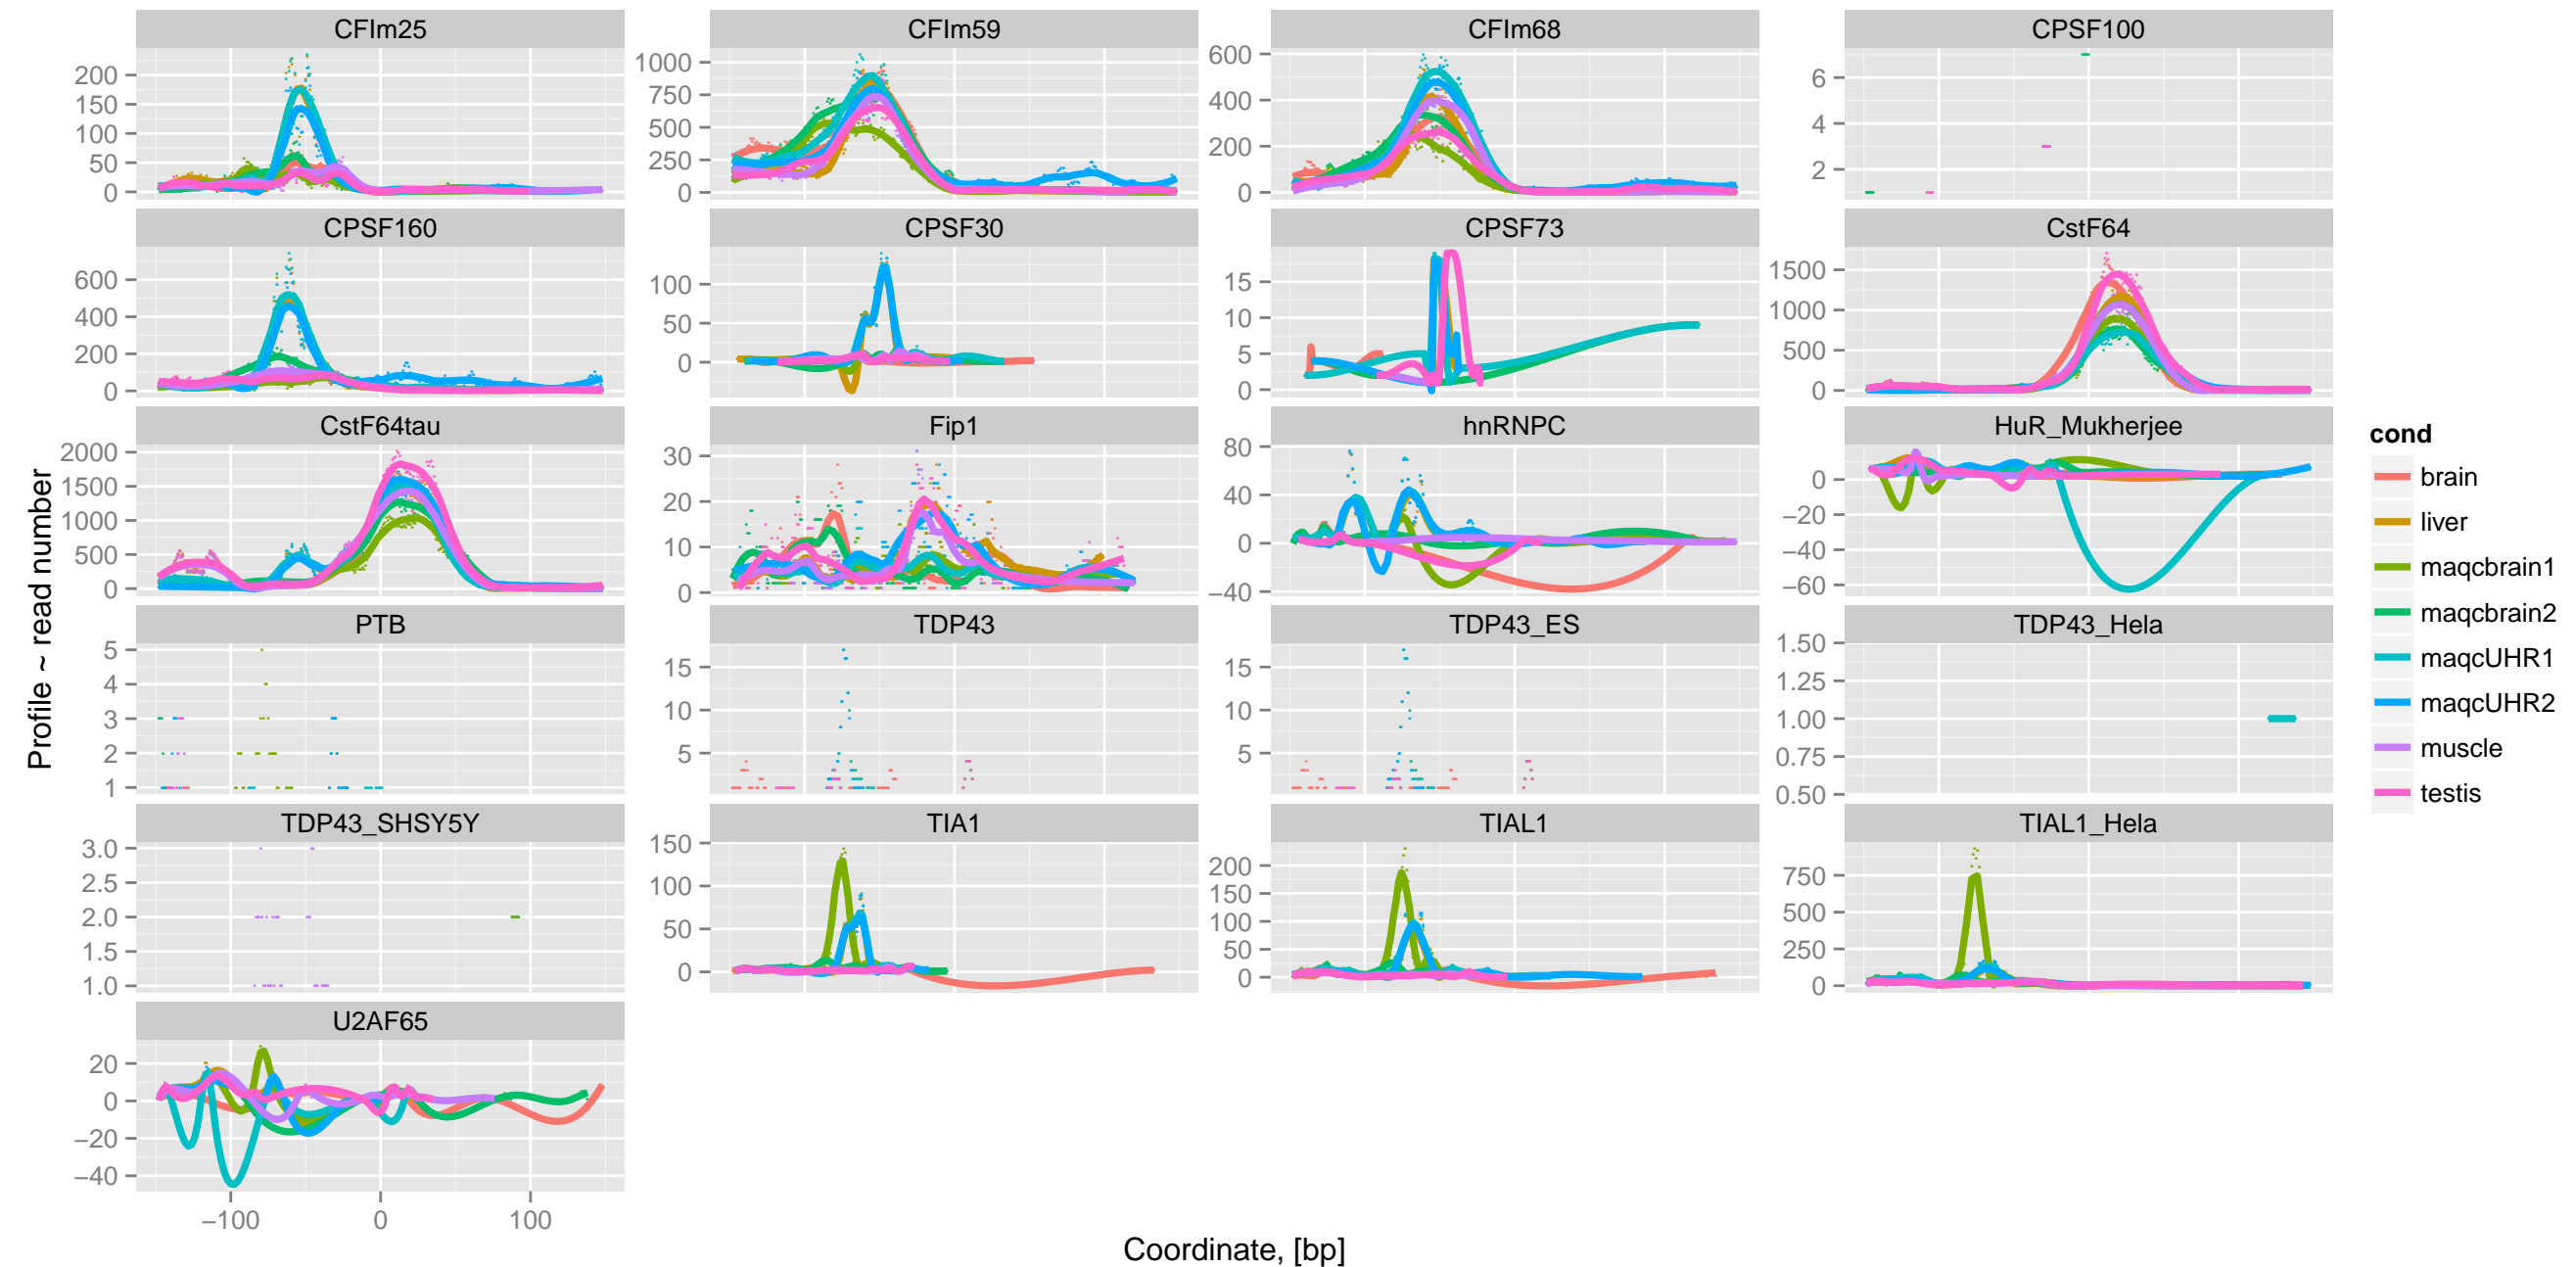 CFIm25
CFIm59
CFIm68
CPSF100
200
150
100
50
0
1000
750
500
250
0
600
400
200
0
6
4
2
CPSF160
CPSF30
CPSF73
CstF64
600
400
200
0
100
50
0
15
10
5
0
1500
1000
500
0
CstF64tau
Fip1
hnRNPC
HuR_Mukherjee
2000
1500
1000
500
0
30
20
10
0
80
40
0
−40
0
−20
−40
−60
PTB
TDP43
TDP43_ES
TDP43_Hela
5
4
3
2
1
15
10
5
15
10
5
1.50
1.25
1.00
0.75
0.50
TDP43_SHSY5Y
TIA1
TIAL1
TIAL1_Hela
3.0
2.5
2.0
1.5
1.0
150
100
50
0
200
150
100
50
0
750
500
250
0
U2AF65
20
0
−20
−40
−100 0 100
Coordinate, [bp]
Profile ~ read number
cond
brain
liver
maqcbrain1
maqcbrain2
maqcUHR1
maqcUHR2
muscle
testis